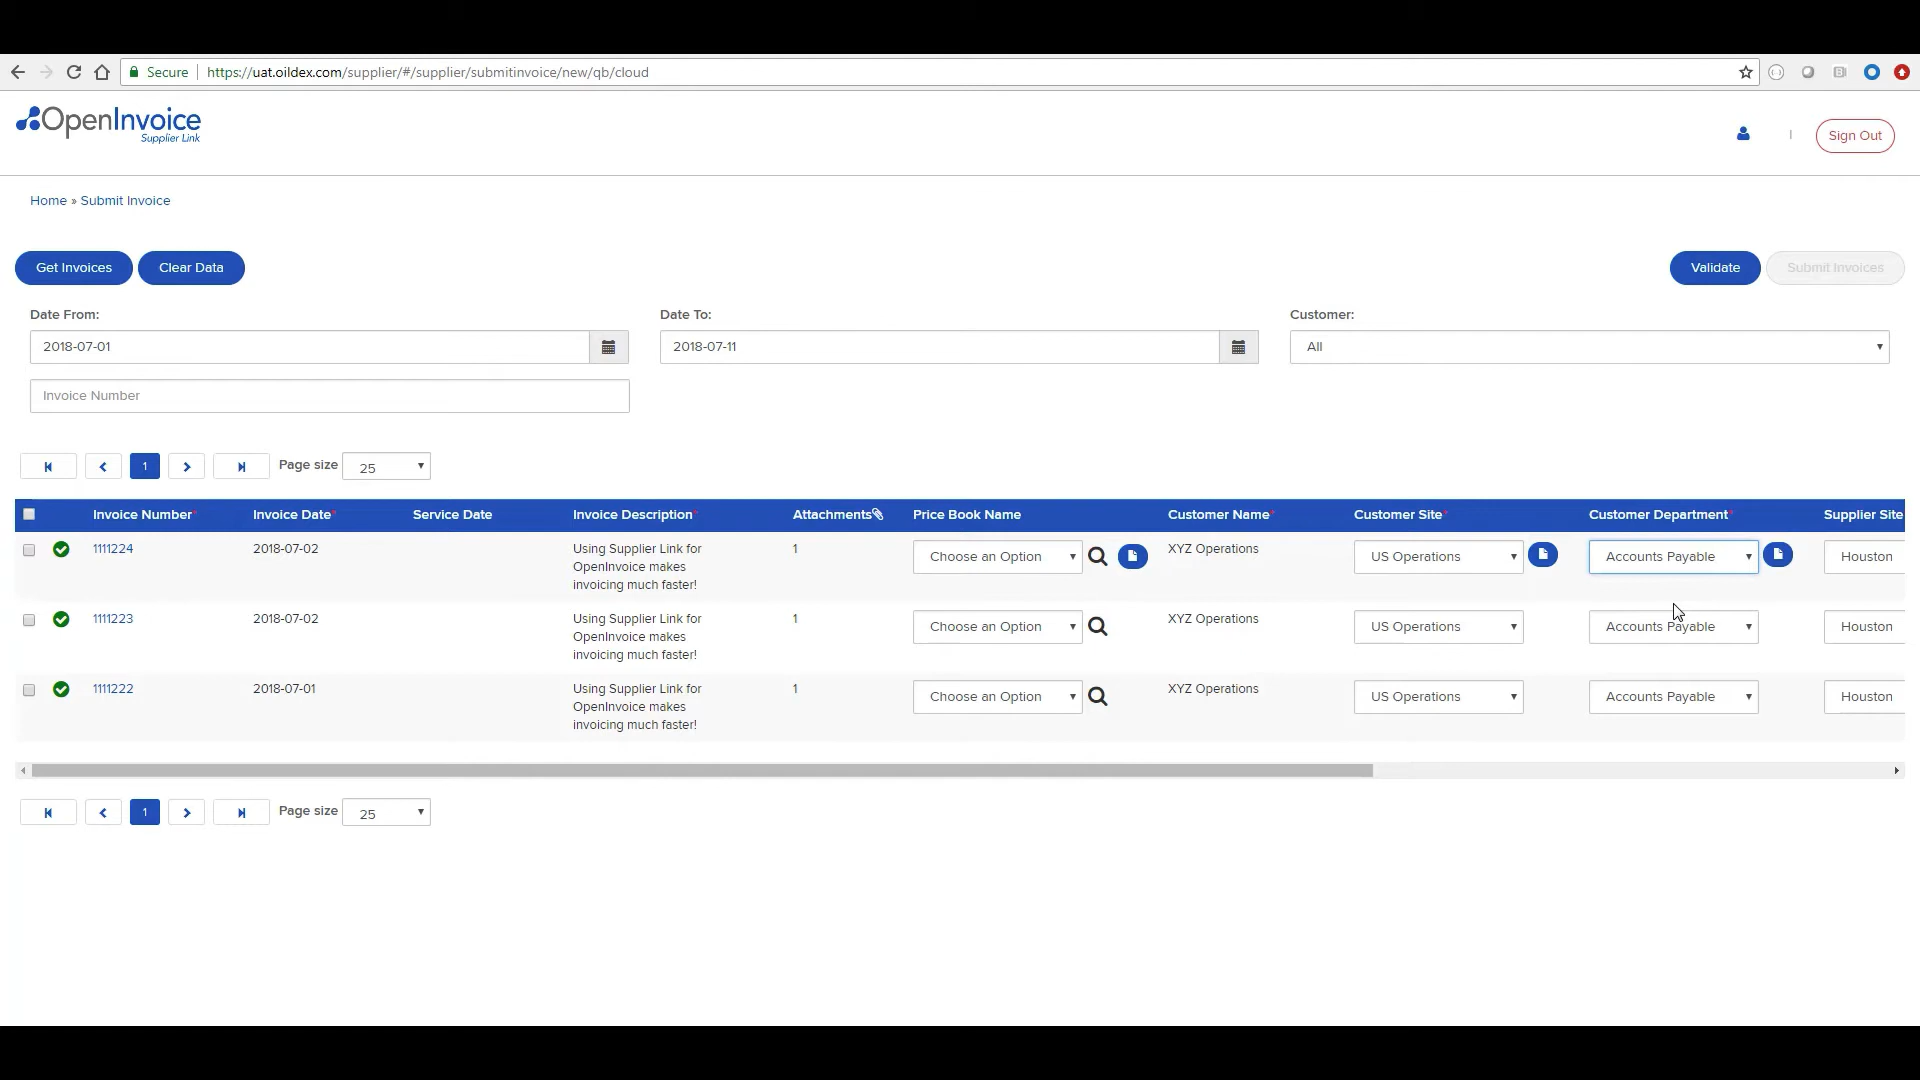 Secure https://uat.oildex.com/supplier/#/supplier/submitinvoice/new/qb/cloud
OpenInvoice
Supplier Link
Sign Out
Home » Submit Invoice
Get Invoices Clear Data Validate Submit Invoices
Date From: Date To: Customer:
2018-07-01 2018-07-11 All
Invoice Number
1 Page size 25
Invoice Number* Invoice Date* Service Date Invoice Description* Attachments Price Book Name Customer Name* Customer Site* Customer Department* Supplier Site
1111224 2018-07-02 Using Supplier Link for 1 Choose an Option XYZ Operations US Operations Accounts Payable Houston
OpenInvoice makes
invoicing much faster!
1111223 2018-07-02 Using Supplier Link for 1 Choose an Option XYZ Operations US Operations Accounts Payable Houston
OpenInvoice makes
invoicing much faster!
1111222 2018-07-01 Using Supplier Link for 1 Choose an Option XYZ Operations US Operations Accounts Payable Houston
OpenInvoice makes
invoicing much faster!
1 Page size 25